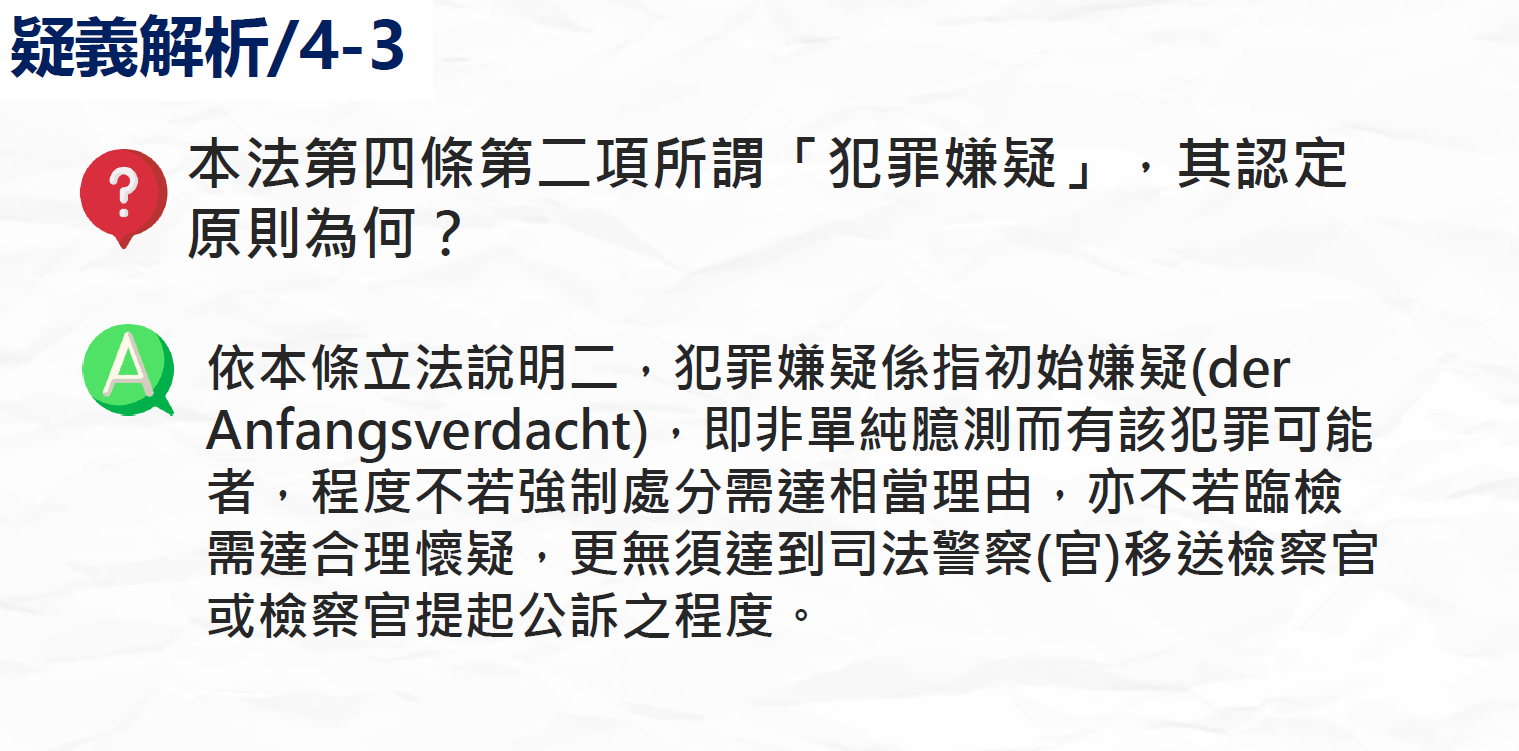 疑義解析/4-3
本法第四條第二項所謂「犯罪嫌疑」，其認定
原則為何？
依本條立法說明二，犯罪嫌疑係指初始嫌疑(der
Anfangsverdacht)，即非單純臆測而有該犯罪可能
者，程度不若強制處分需達相當理由，亦不若臨檢
需達合理懷疑，更無須達到司法警察(官)移送檢察官
或檢察官提起公訴之程度。